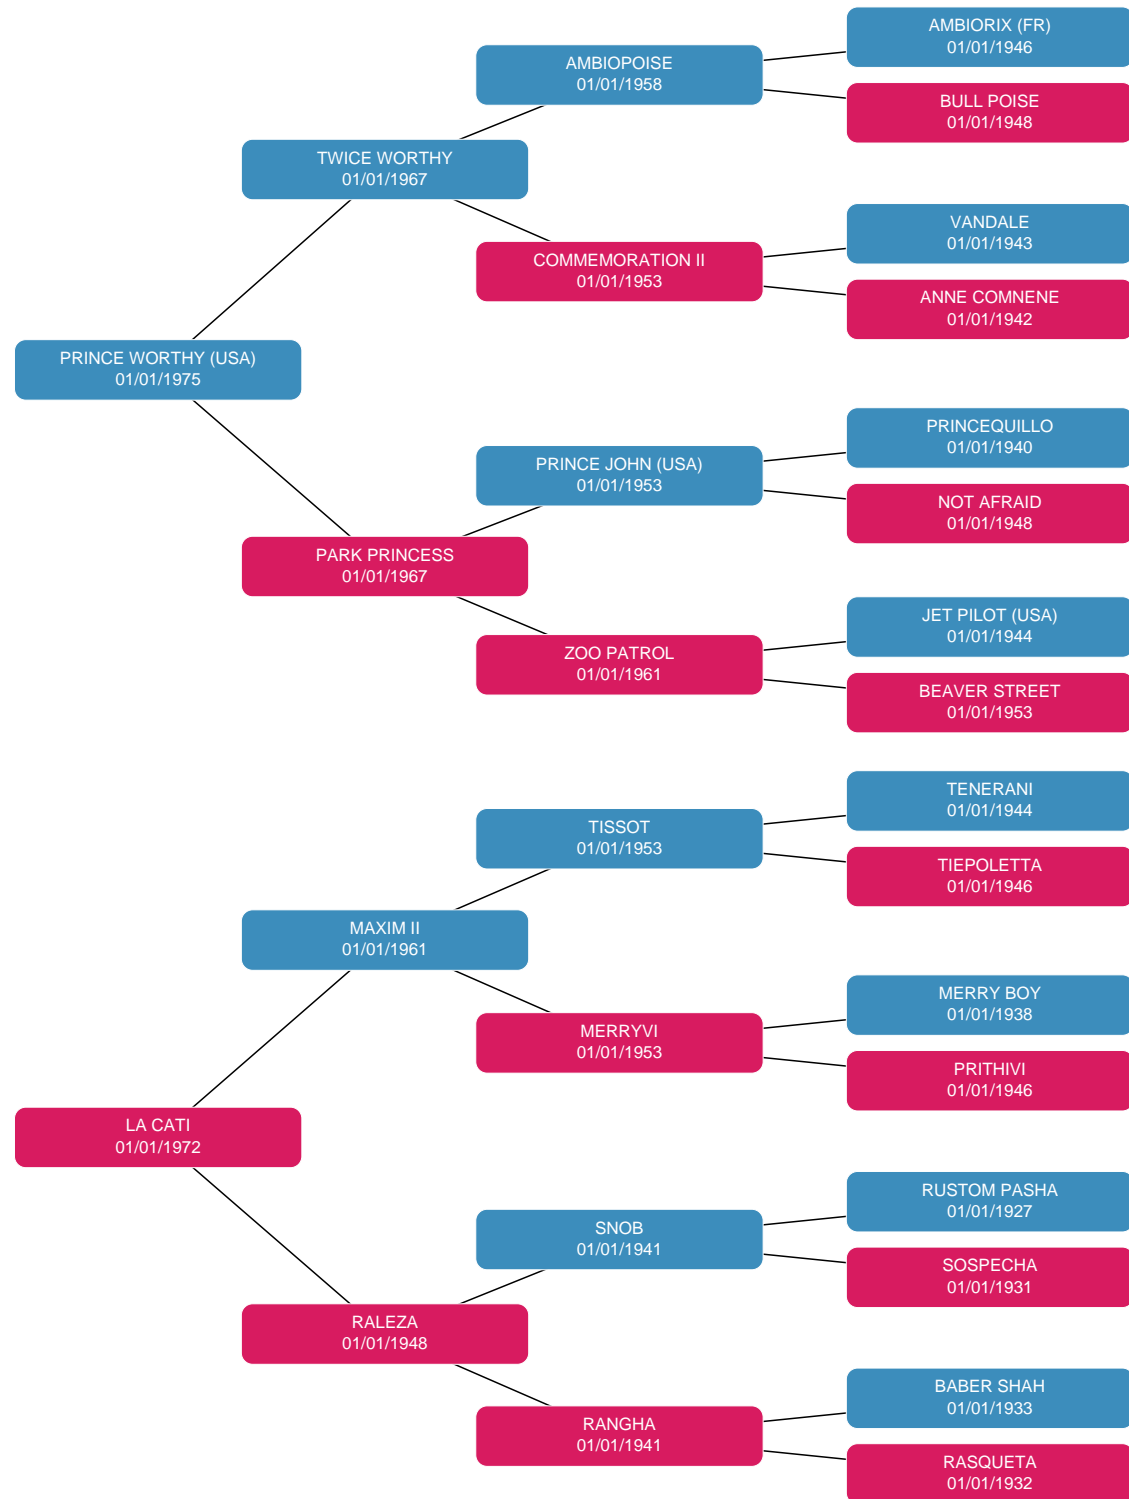 AMBIORIX (FR)
01/01/1946
AMBIOPOISE
01/01/1958
BULL POISE
01/01/1948
TWICE WORTHY
01/01/1967
VANDALE
01/01/1943
COMMEMORATION II
01/01/1953
ANNE COMNENE
01/01/1942
PRINCE WORTHY (USA)
01/01/1975
PRINCEQUILLO
01/01/1940
PRINCE JOHN (USA)
01/01/1953
NOT AFRAID
01/01/1948
PARK PRINCESS
01/01/1967
JET PILOT (USA)
01/01/1944
ZOO PATROL
01/01/1961
BEAVER STREET
01/01/1953
TENERANI
01/01/1944
TISSOT
01/01/1953
TIEPOLETTA
01/01/1946
MAXIM II
01/01/1961
MERRY BOY
01/01/1938
MERRYVI
01/01/1953
PRITHIVI
01/01/1946
LA CATI
01/01/1972
RUSTOM PASHA
01/01/1927
SNOB
01/01/1941
SOSPECHA
01/01/1931
RALEZA
01/01/1948
BABER SHAH
01/01/1933
RANGHA
01/01/1941
RASQUETA
01/01/1932